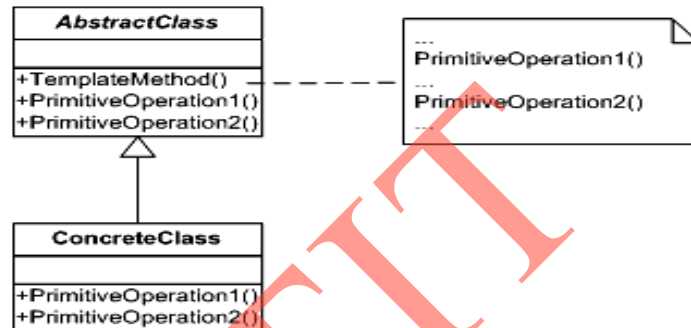 AbstractClass
+TemplateMethod()
+PrimitiveOperation1()
+PrimitiveOperation2()
...
PrimitiveOperation1()
...
PrimitiveOperation2()
...
ConcreteClass
+PrimitiveOperation1()
+PrimitiveOperation2()